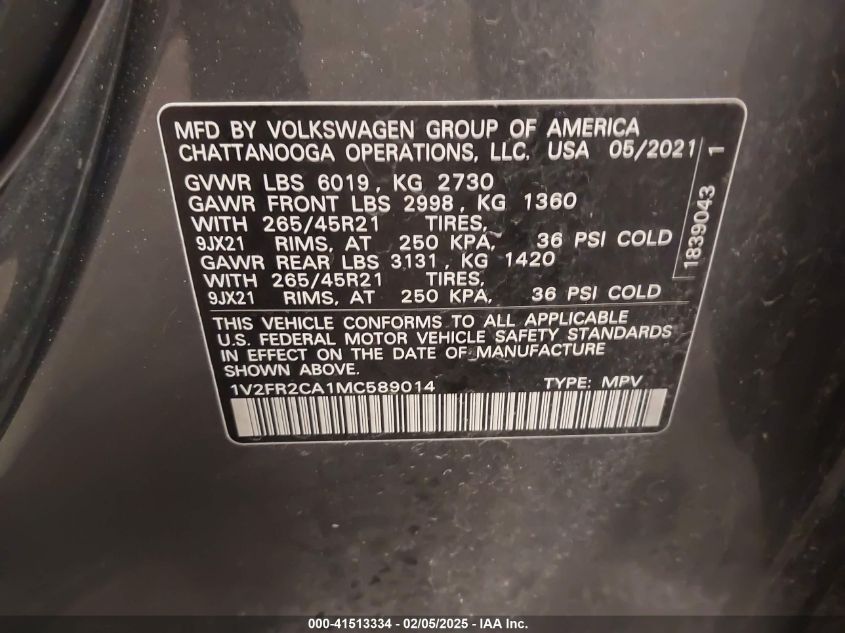 MFD BY VOLKSWAGEN GROUP OF AMERICA
CHATTANOOGA OPERATIONS, LLC. USA 05/2021
GVWR LBS 6019, KG 2730
GAWR FRONT LBS 2998, KG 1360
WITH 265/45R21 TIRES,
9JX21 RIMS, AT 250 KPA, 36 PSI COLD
GAWR REAR LBS 3131, KG 1420
WITH 265/45R21 TIRES,
9JX21 RIMS, AT 250 KPA, 36 PSI COLD
1839043 1
THIS VEHICLE CONFORMS TO ALL APPLICABLE
U.S. FEDERAL MOTOR VEHICLE SAFETY STANDARDS
IN EFFECT ON THE DATE OF MANUFACTURE
SHOWN ABOVE.
1V2FR2CA1MC589014 TYPE: MPV
000-41513334 - 02/05/2025 - IAA Inc.